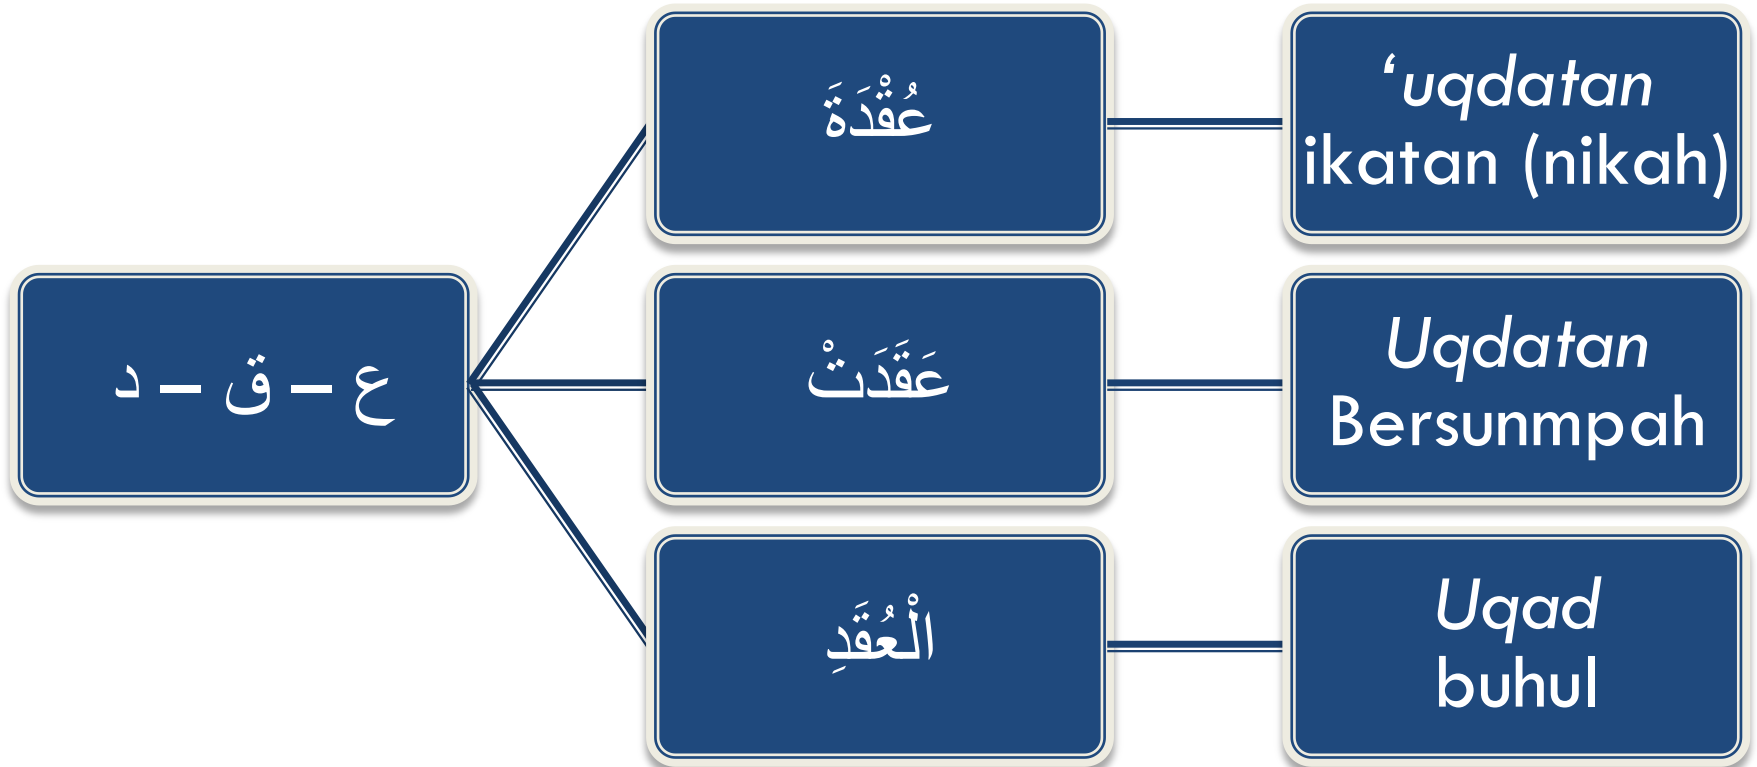 ع – ق – د
عُقْدَةَ
‘uqdatan
ikatan (nikah)
عَقَدَتْ
Uqdatan
Bersunmpah
الْعُقَدِ
Uqad
buhul